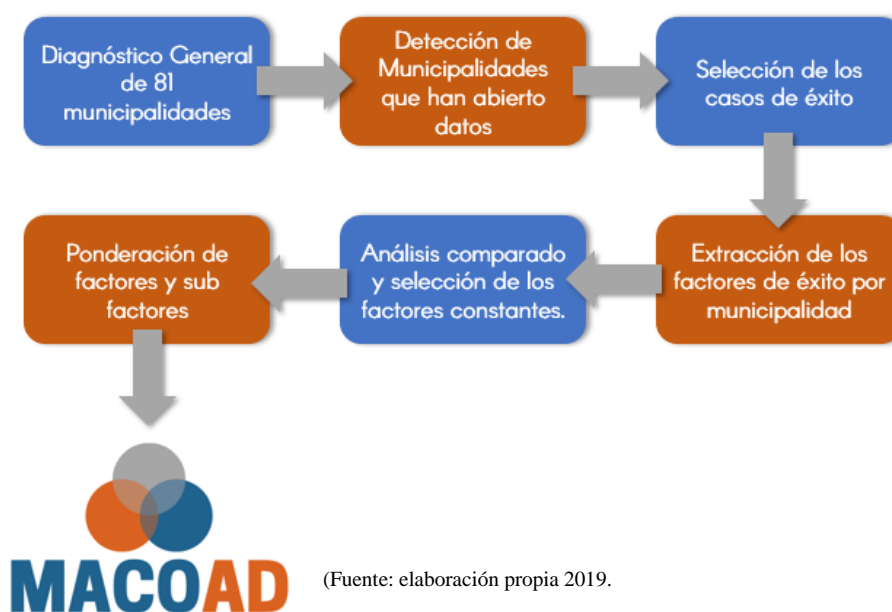 Diagnóstico General
de 81
municipalidades
Detección de
Municipalidades
que han abierto
datos
Selección de los
casos de éxito
Extracción de los
factores de éxito por
municipalidad
Análisis comparado
y selección de los
factores constantes.
Ponderación de
factores y sub
factores
MACOAD
(Fuente: elaboración propia 2019.